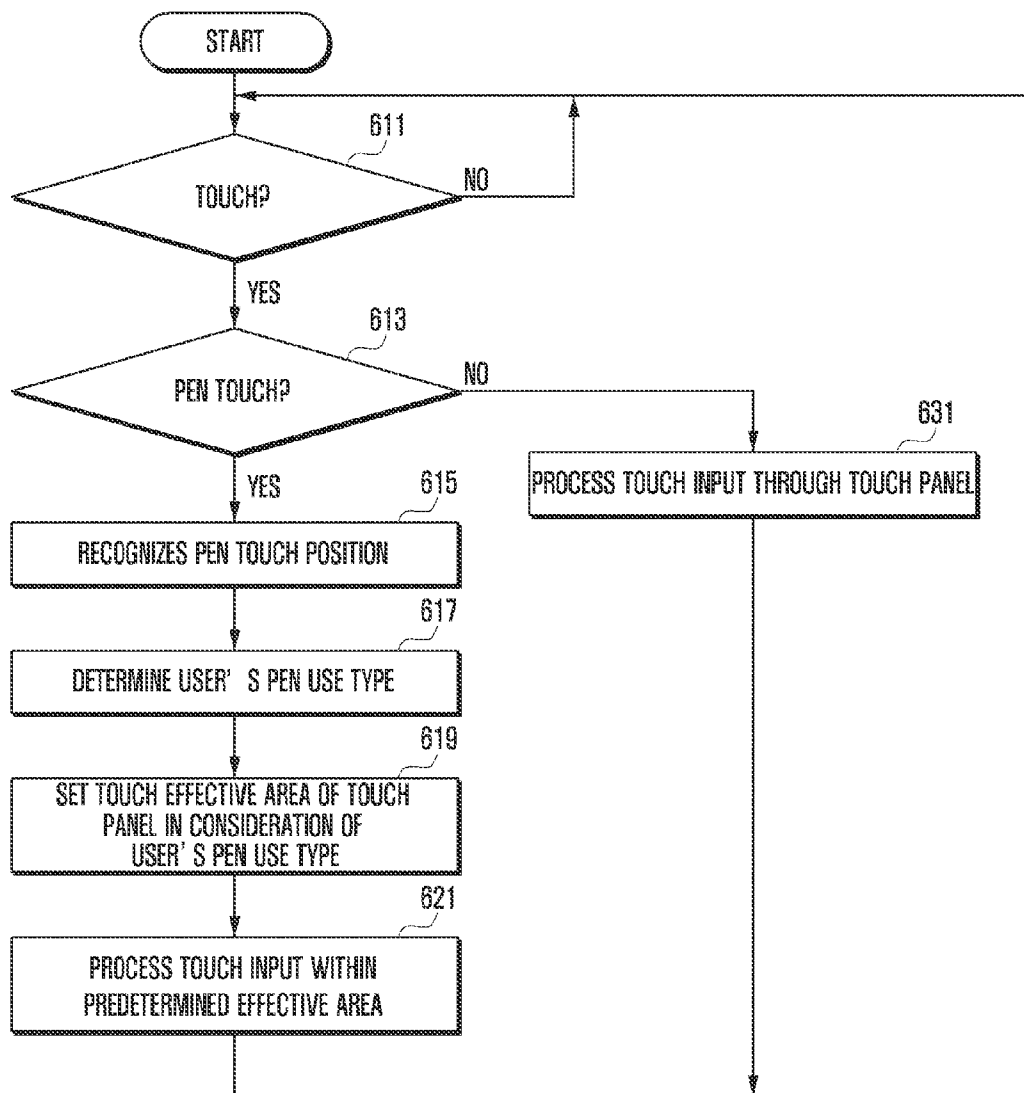 START
611
TOUCH?
NO
YES
613
PEN TOUCH?
NO
631
PROCESS TOUCH INPUT THROUGH TOUCH PANEL
YES
615
RECOGNIZES PEN TOUCH POSITION
617
DETERMINE USER' S PEN USE TYPE
619
SET TOUCH EFFECTIVE AREA OF TOUCH
PANEL IN CONSIDERATION OF
USER' S PEN USE TYPE
621
PROCESS TOUCH INPUT WITHIN
PREDETERMINED EFFECTIVE AREA